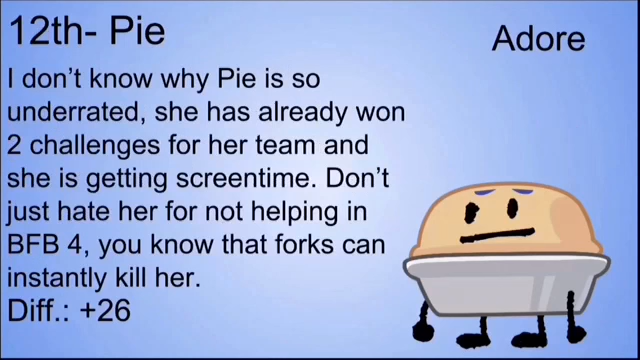 12th- Pie
Adore
I don't know why Pie is so
underrated, she has already won
2 challenges for her team and
she is getting screentime. Don't
just hate her for not helping in
BFB 4, you know that forks can
instantly kill her.
Diff.: +26